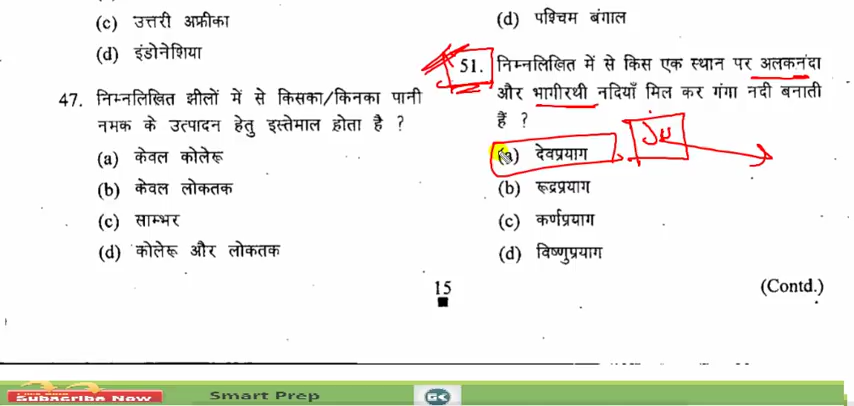 (c) उत्तरी अफ्रीका
(d) इंडोनेशिया
47. निम्नलिखित झीलों में से किसका/किनका पानी
नमक के उत्पादन हेतु इस्तेमाल होता है ?
(a) केवल कोलेरू
(b) केवल लोकतक
(c) साम्भर
(d) कोलेरू और लोकतक
(d) पश्चिम बंगाल
51. निम्नलिखित में से किस एक स्थान पर अलकनंदा
और भागीरथी नदियाँ मिल कर गंगा नदी बनाती
हैं ?
(a) देवप्रयाग
(b) रूद्रप्रयाग
(c) कर्णप्रयाग
(d) विष्णुप्रयाग
15
(Contd.)
Subscribe Now
Smart Prep
GK